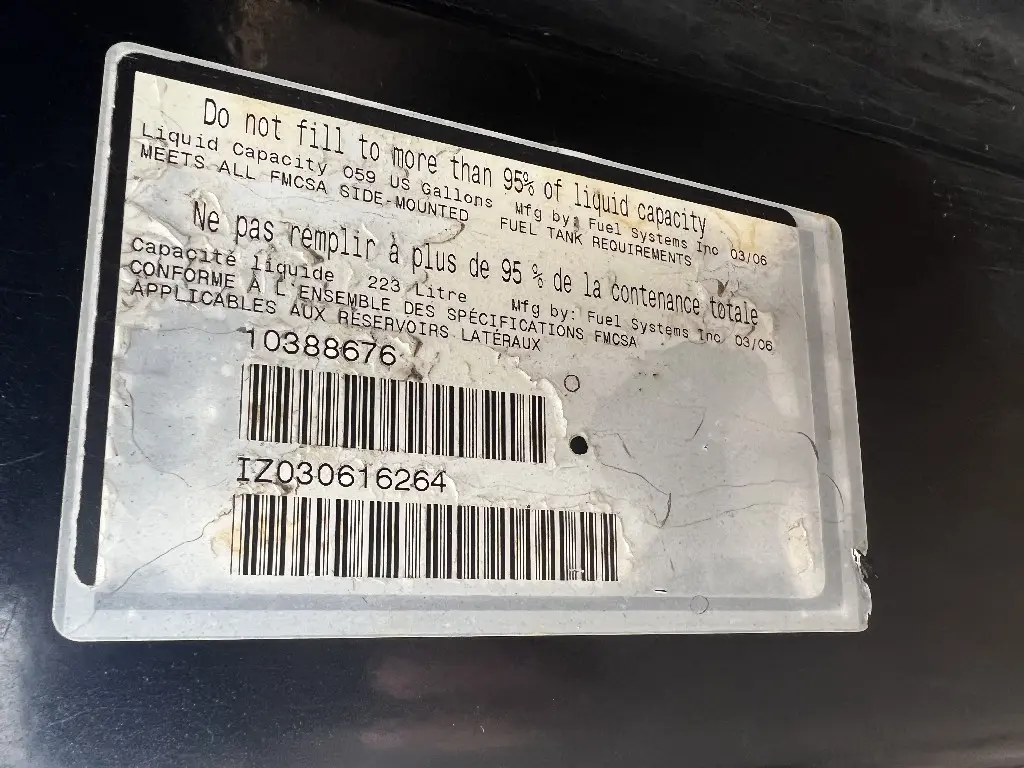 Do not fill to more than 95% of liquid capacity
Liquid Capacity 059 US Gallons Mfg by: Fuel Systems Inc 03/06
MEETS ALL FMCSA SIDE-MOUNTED FUEL TANK REQUIREMENTS
Ne pas remplir à plus de 95 % de la contenance totale
Capacité liquide 223 Litre Mfg by: Fuel Systems Inc 03/06
CONFORME À L'ENSEMBLE DES SPÉCIFICATIONS FMCSA
APPLICABLES AUX RÉSERVOIRS LATÉRAUX
10388676
IZ030616264